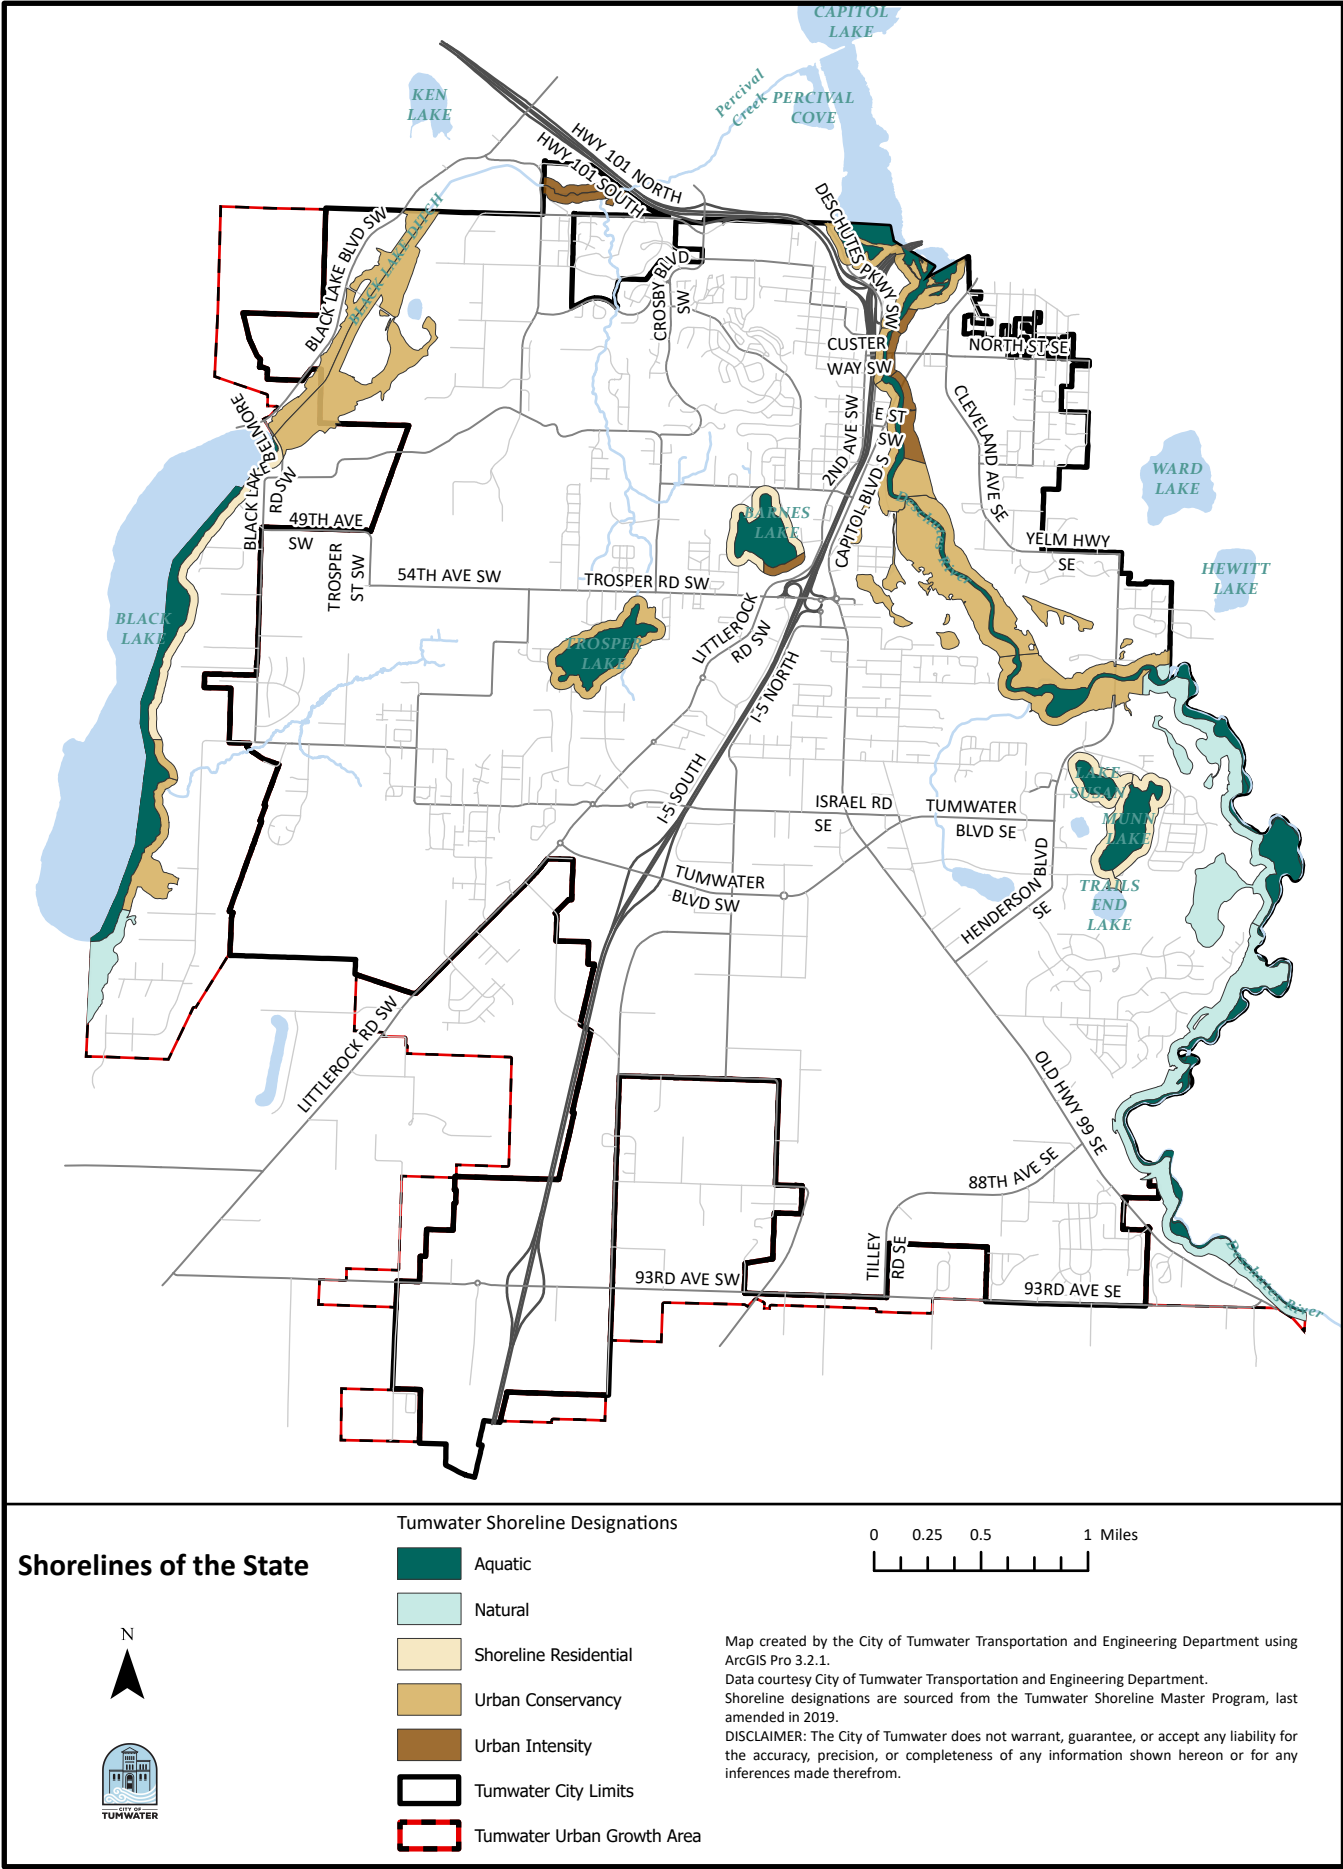 CAPITOL
LAKE
KEN
LAKE
Percival
Creek
PERCIVAL
COVE
HWY 101 NORTH
HWY 101 SOUTH
DESCHUTES PKWY SW
BLACK LAKE BLVD SW
BLACK LAKE DITCH
CROSBY BLVD
SW
CUSTER
WAY SW
NORTH ST SE
CLEVELAND AVE SE
E ST
SW
2ND AVE SW
CAPITOL BLVD S
BLACK LAKE BELMORE
RD SW
WARD
LAKE
49TH AVE
SW
BARNES
LAKE
Deschutes River
YELM HWY
SE
HEWITT
LAKE
TROSPER
ST SW
54TH AVE SW
TROSPER RD SW
BLACK
LAKE
TROSPER
LAKE
LITTLEROCK
RD SW
I-5 NORTH
I-5 SOUTH
LAKE
SUSAN
MUNN
LAKE
ISRAEL RD
SE
TUMWATER
BLVD SE
TUMWATER
BLVD SW
HENDERSON BLVD
SE
TRAILS
END
LAKE
LITTLEROCK RD SW
OLD HWY 99 SE
88TH AVE SE
TILLEY
RD SE
93RD AVE SW
93RD AVE SE
Deschutes River
Shorelines of the State
N
CITY OF
TUMWATER
Tumwater Shoreline Designations
Aquatic
Natural
Shoreline Residential
Urban Conservancy
Urban Intensity
Tumwater City Limits
Tumwater Urban Growth Area
0 0.25 0.5 1 Miles
Map created by the City of Tumwater Transportation and Engineering Department using
ArcGIS Pro 3.2.1.
Data courtesy City of Tumwater Transportation and Engineering Department.
Shoreline designations are sourced from the Tumwater Shoreline Master Program, last
amended in 2019.
DISCLAIMER: The City of Tumwater does not warrant, guarantee, or accept any liability for
the accuracy, precision, or completeness of any information shown hereon or for any
inferences made therefrom.